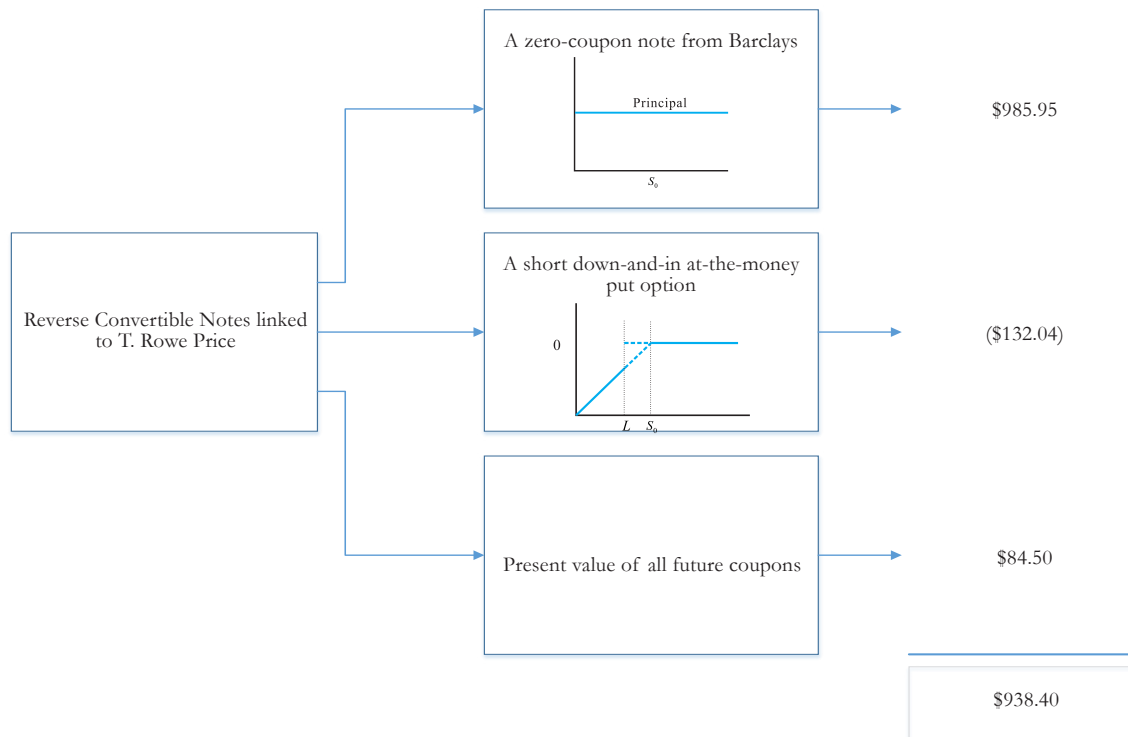 A zero-coupon note from Barclays
Principal
S₀
$985.95
Reverse Convertible Notes linked
to T. Rowe Price
A short down-and-in at-the-money
put option
0
L S₀
($132.04)
Present value of all future coupons
$84.50
$938.40